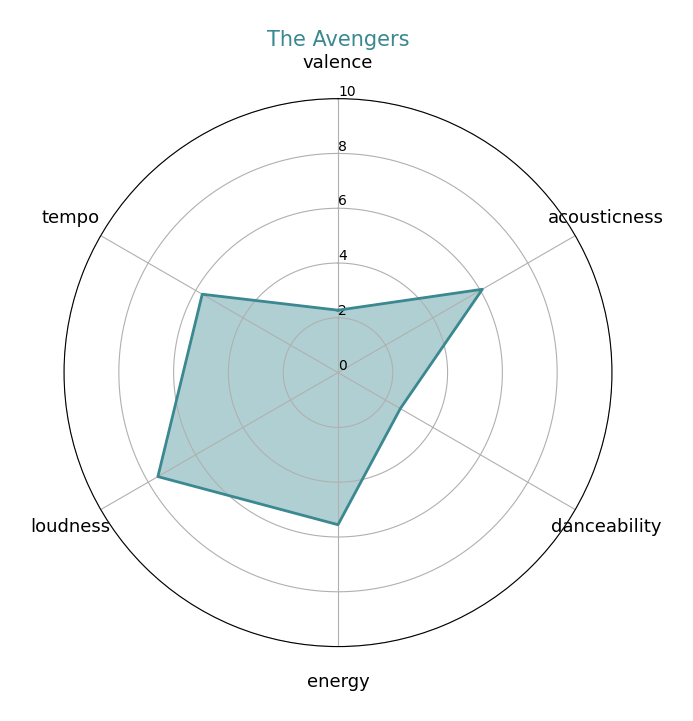 The Avengers
valence
10
8
tempo
acousticness
6
4
2
0
loudness
danceability
energy